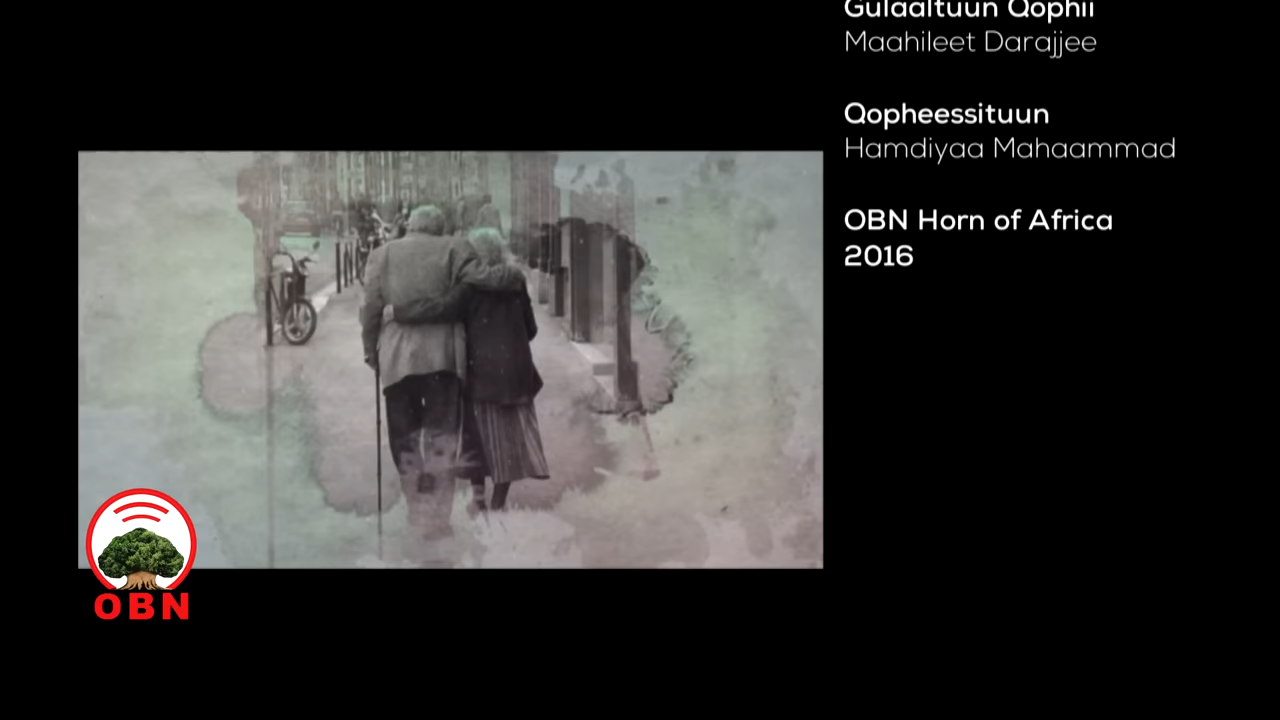 Gulaaltuun Qophii
Maahileet Darajjee
Qopheessituun
Hamdiyaa Mahaammad
OBN Horn of Africa
2016
OBN